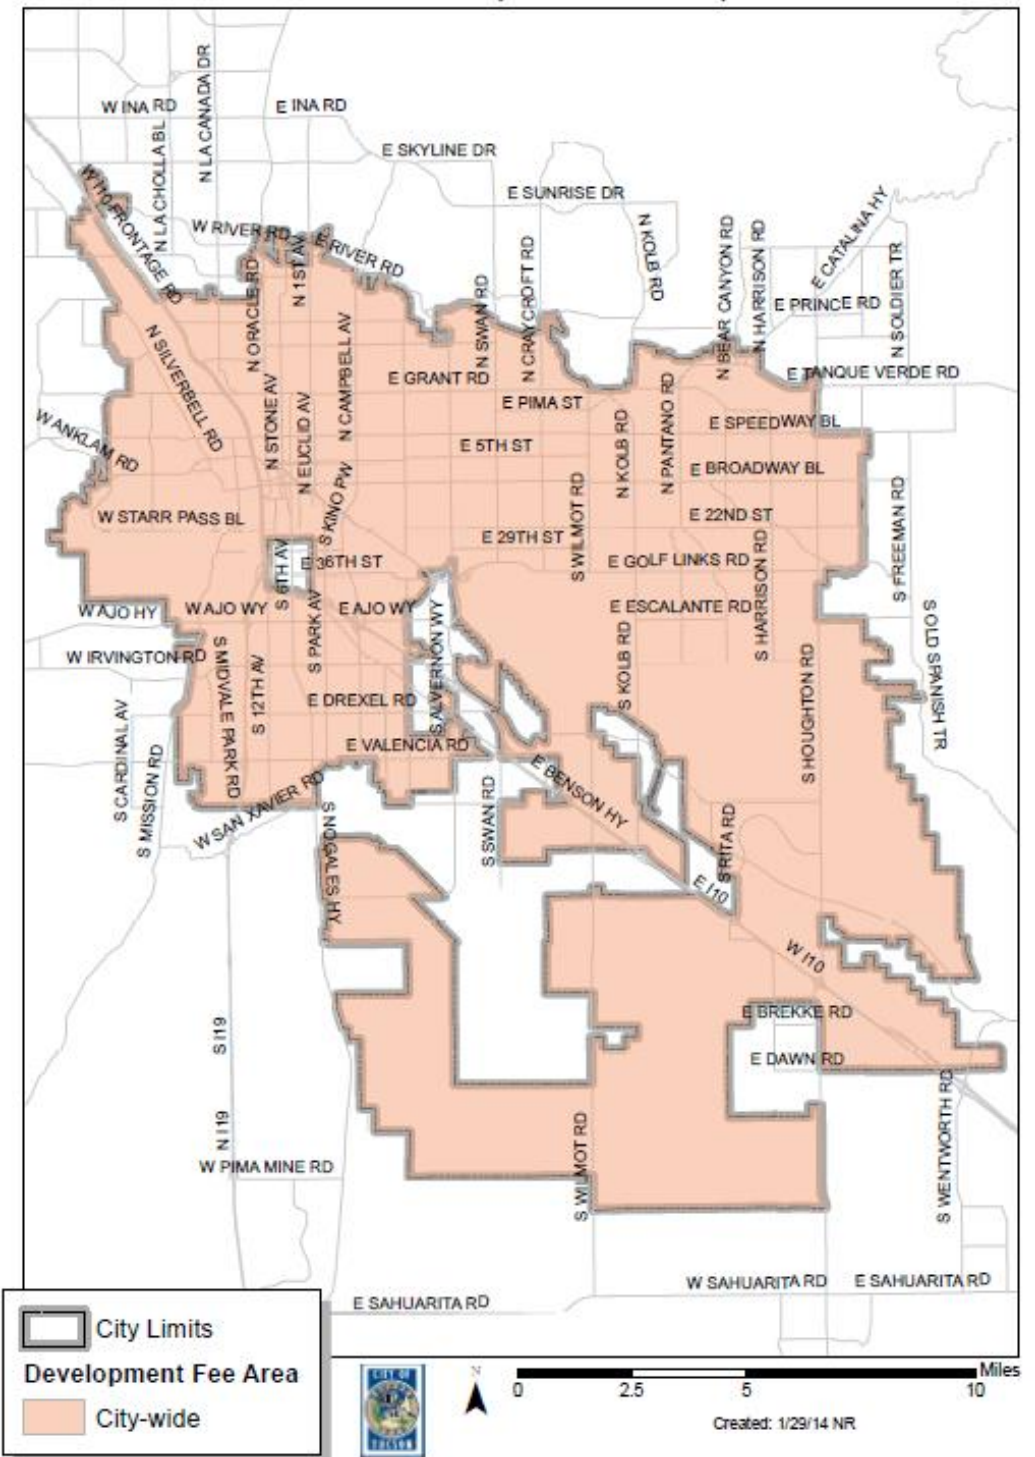 W INA RD
E INA RD
N LA CANADA DR
N LA CHOLLA BL
E SKYLINE DR
E SUNRISE DR
W I10 FRONTAGE RD
W RIVER RD
E RIVER RD
N 1ST AV
N ORACLE RD
N KOLB RD
N BEAR CANYON RD
N HARRISON RD
E CATALINA HY
N SOLDIER TR
E PRINCE RD
N SWAN RD
N CRAYCROFT RD
N SILVERBELL RD
N CAMPBELL AV
E GRANT RD
E TANQUE VERDE RD
E PIMA ST
N STONE AV
N EUCLID AV
N KOLB RD
N PANTANO RD
E SPEEDWAY BL
W ANKLAM RD
E 5TH ST
E BROADWAY BL
S KINO PW
S WILMOT RD
N FREEMAN RD
W STARR PASS BL
E 22ND ST
E 29TH ST
S 6TH AV
E 36TH ST
E GOLF LINKS RD
S HARRISON RD
W AJO HY
W AJO WY
E AJO WY
E ESCALANTE RD
S PARK AV
S ALVERNON WY
S OLD SPANISH TR
W IRVINGTON RD
S MIDVALE PARK RD
S 12TH AV
S KOLB RD
S HOUGHTON RD
E DREXEL RD
S CARDINAL AV
S MISSION RD
E VALENCIA RD
E BENSON HY
W SAN XAVIER RD
S SWAN RD
S RITA RD
S NOGALES HY
E I10
W I10
E BREKKE RD
S I19
E DAWN RD
N I19
S WILMOT RD
S WENTWORTH RD
W PIMA MINE RD
W SAHUARITA RD
E SAHUARITA RD
E SAHUARITA RD
City Limits
Development Fee Area
City-wide
CITY OF
TUCSON
N
0 2.5 5 10 Miles
Created: 1/29/14 NR